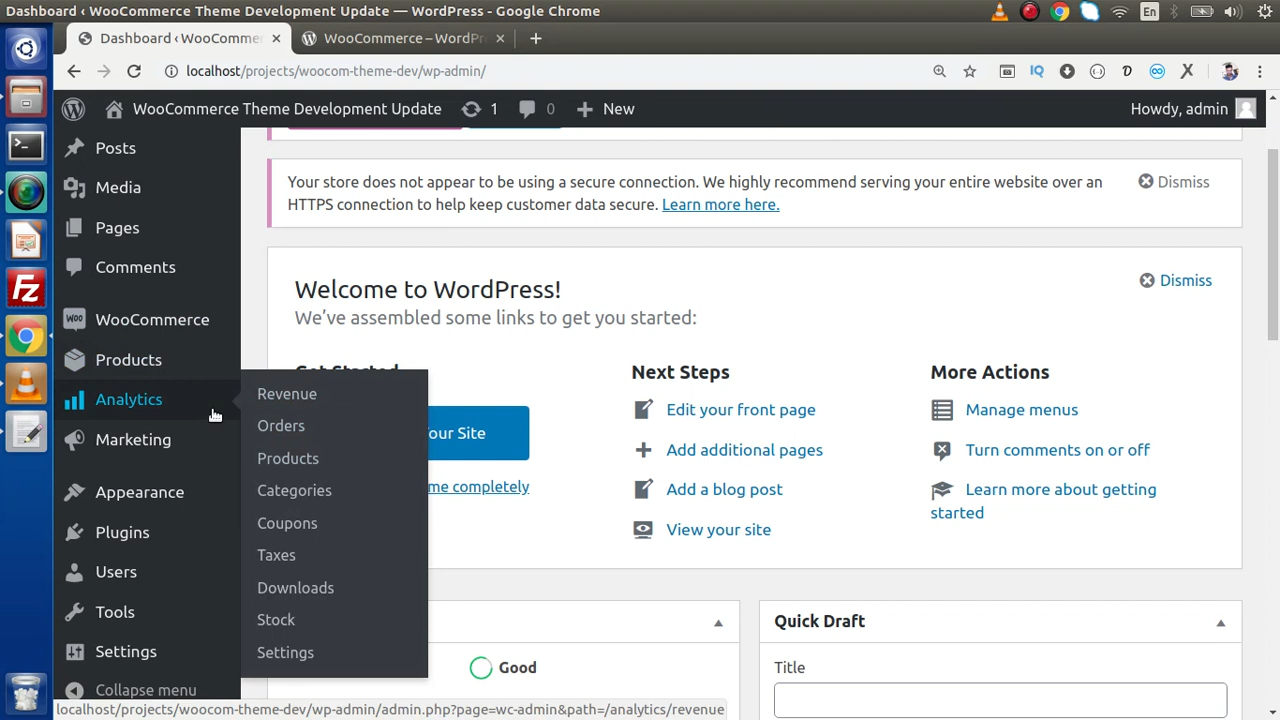 Dashboard ‹ WooCommerce Theme Development Update — WordPress - Google Chrome
En
Dashboard ‹ WooComme
WooCommerce – WordPr
localhost/projects/woocom-theme-dev/wp-admin/
IQ
WooCommerce Theme Development Update
1
0
New
Howdy, admin
Posts
Media
Pages
Comments
WooCommerce
Products
Analytics
Marketing
Appearance
Plugins
Users
Tools
Settings
Collapse menu
Revenue
Orders
Products
Categories
Coupons
Taxes
Downloads
Stock
Settings
Your store does not appear to be using a secure connection. We highly recommend serving your entire website over an
HTTPS connection to help keep customer data secure. Learn more here.
Dismiss
Welcome to WordPress!
We've assembled some links to get you started:
Dismiss
Get Started
Your Site
me completely
Next Steps
Edit your front page
Add additional pages
Add a blog post
View your site
More Actions
Manage menus
Turn comments on or off
Learn more about getting
started
Good
Quick Draft
Title
localhost/projects/woocom-theme-dev/wp-admin/admin.php?page=wc-admin&path=/analytics/revenue